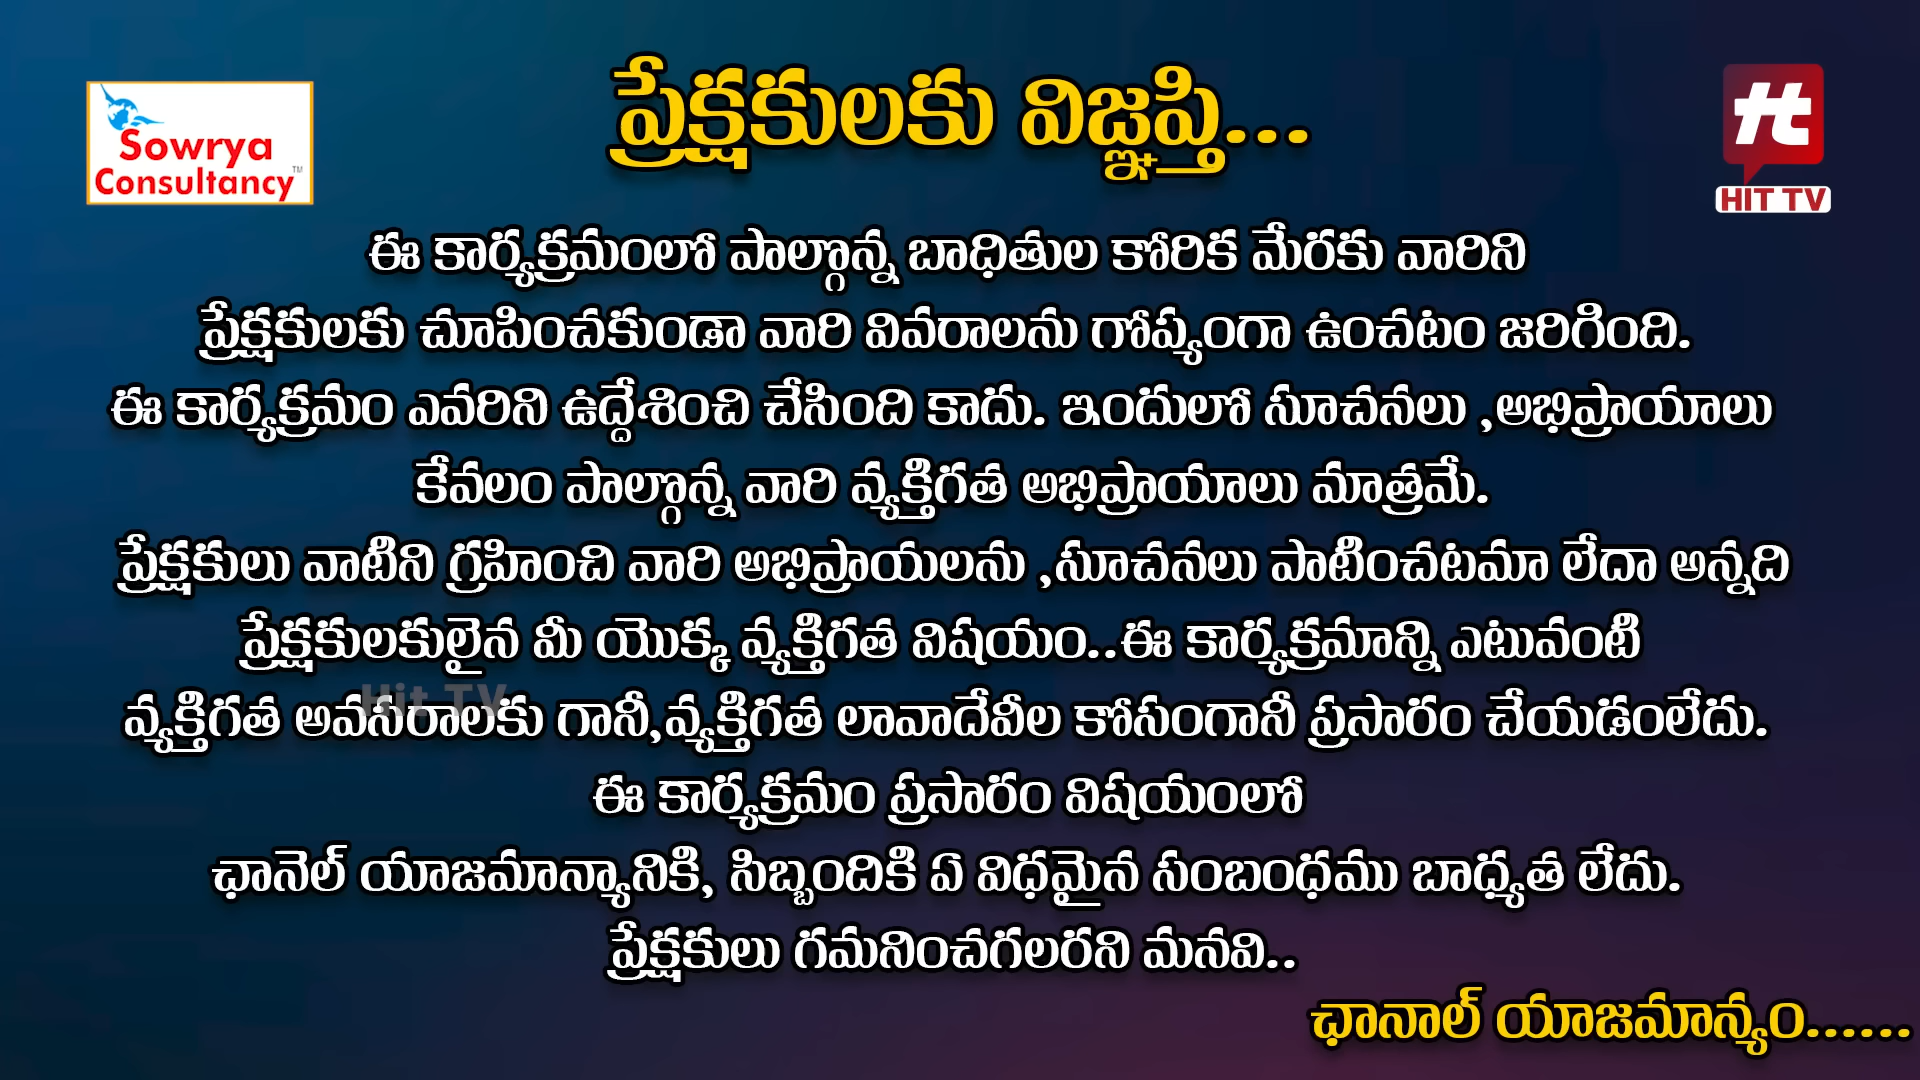 ప్రేక్షకులకు విజ్ఞప్తి...
Sowrya
Consultancy™
HIT TV
ఈ కార్యక్రమంలో పాల్గొన్న బాధితుల కోరిక మేరకు వారిని
ప్రేక్షకులకు చూపించకుండా వారి వివరాలను గోప్యంగా ఉంచటం జరిగింది.
ఈ కార్యక్రమం ఎవరిని ఉద్దేశించి చేసింది కాదు. ఇందులో సూచనలు ,అభిప్రాయాలు
కేవలం పాల్గొన్న వారి వ్యక్తిగత అభిప్రాయాలు మాత్రమే.
ప్రేక్షకులు వాటిని గ్రహించి వారి అభిప్రాయలను ,సూచనలు పాటించటమా లేదా అన్నది
ప్రేక్షకులకులైన మీ యొక్క వ్యక్తిగత విషయం..ఈ కార్యక్రమాన్ని ఎటువంటి
Hit TV
వ్యక్తిగత అవసరాలకు గానీ,వ్యక్తిగత లావాదేవీల కోసంగానీ ప్రసారం చేయడంలేదు.
ఈ కార్యక్రమం ప్రసారం విషయంలో
ఛానెల్ యాజమాన్యానికి, సిబ్బందికి ఏ విధమైన సంబంధము బాధ్యత లేదు.
ప్రేక్షకులు గమనించగలరని మనవి..
ఛానాల్ యాజమాన్యం......